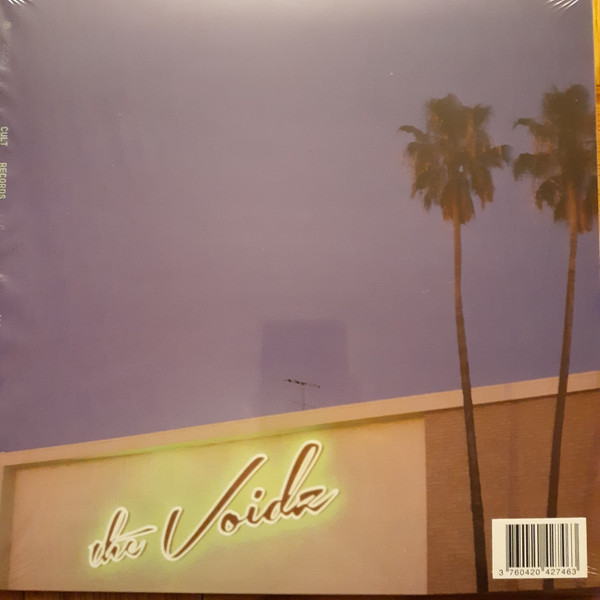 CULT RECORDS
the Voidz
3 760420 427463